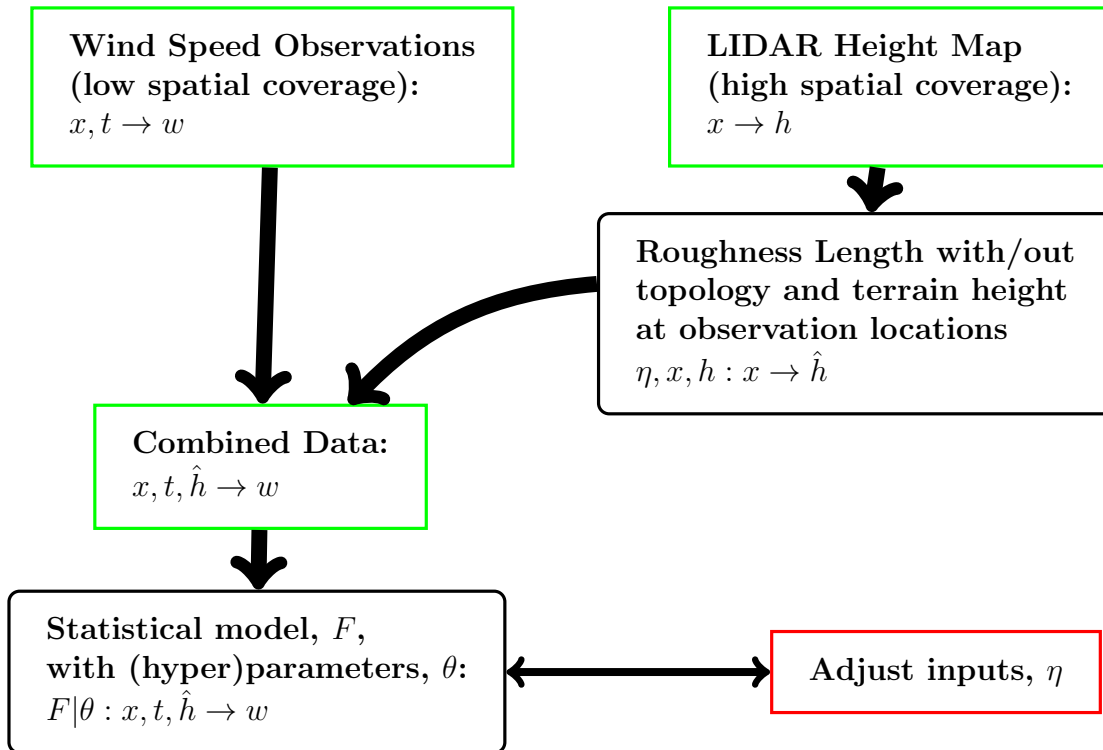 Wind Speed Observations
(low spatial coverage):
x, t → w
LIDAR Height Map
(high spatial coverage):
x → h
Roughness Length with/out
topology and terrain height
at observation locations
η, x, h : x → ĥ
Combined Data:
x, t, ĥ → w
Statistical model, F,
with (hyper)parameters, θ:
F|θ : x, t, ĥ → w
Adjust inputs, η